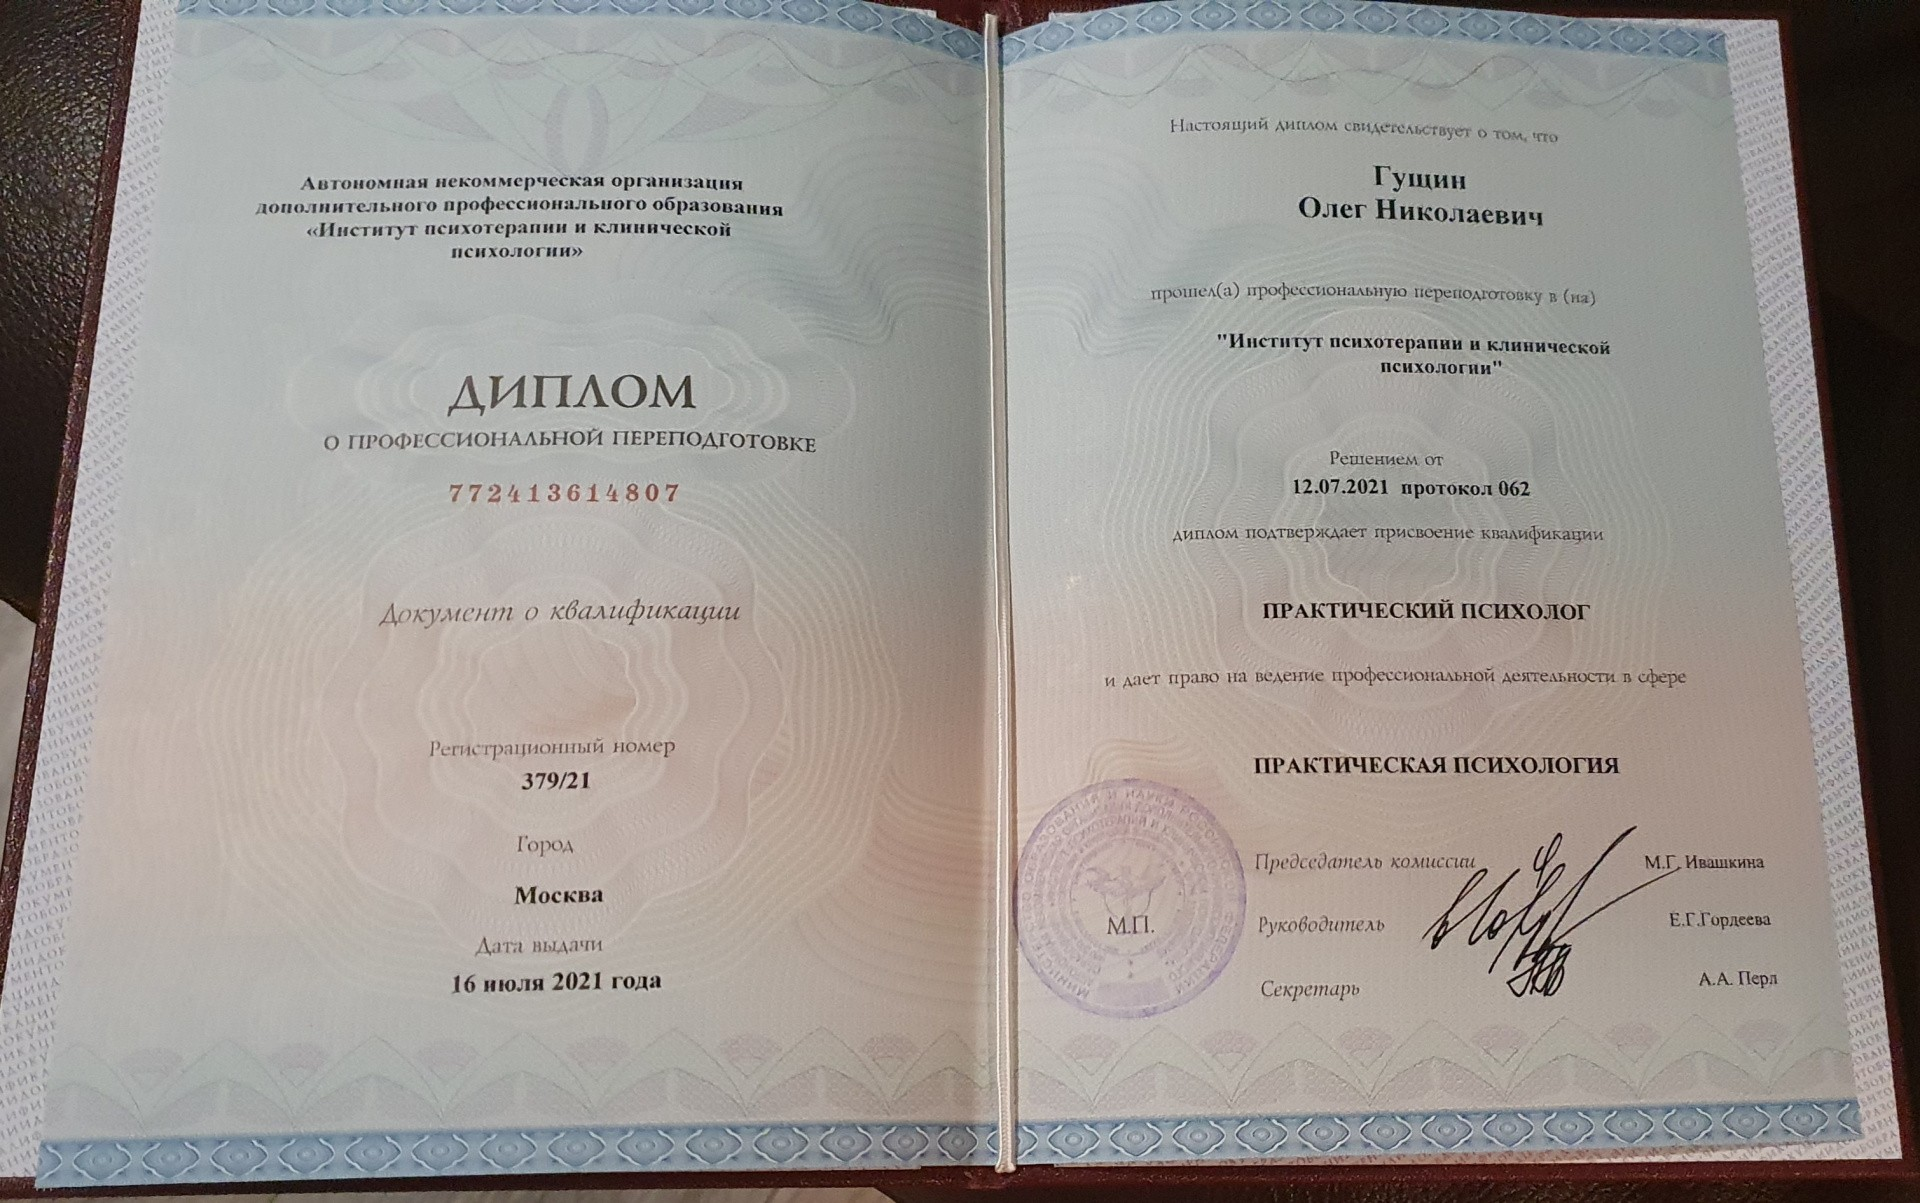 Автономная некоммерческая организация
дополнительного профессионального образования
«Институт психотерапии и клинической
психологии»
ДИПЛОМ
О ПРОФЕССИОНАЛЬНОЙ ПЕРЕПОДГОТОВКЕ
772413614807
Документ о квалификации
Регистрационный номер
379/21
Город
Москва
Дата выдачи
16 июля 2021 года
Настоящий диплом свидетельствует о том, что
Гущин
Олег Николаевич
прошел(а) профессиональную переподготовку в (на)
"Институт психотерапии и клинической
психологии"
Решением от
12.07.2021 протокол 062
диплом подтверждает присвоение квалификации
ПРАКТИЧЕСКИЙ ПСИХОЛОГ
и дает право на ведение профессиональной деятельности в сфере
ПРАКТИЧЕСКАЯ ПСИХОЛОГИЯ
М.П.
Председатель комиссии М.Г. Ивашкина
Руководитель Е.Г.Гордеева
Секретарь А.А. Перл